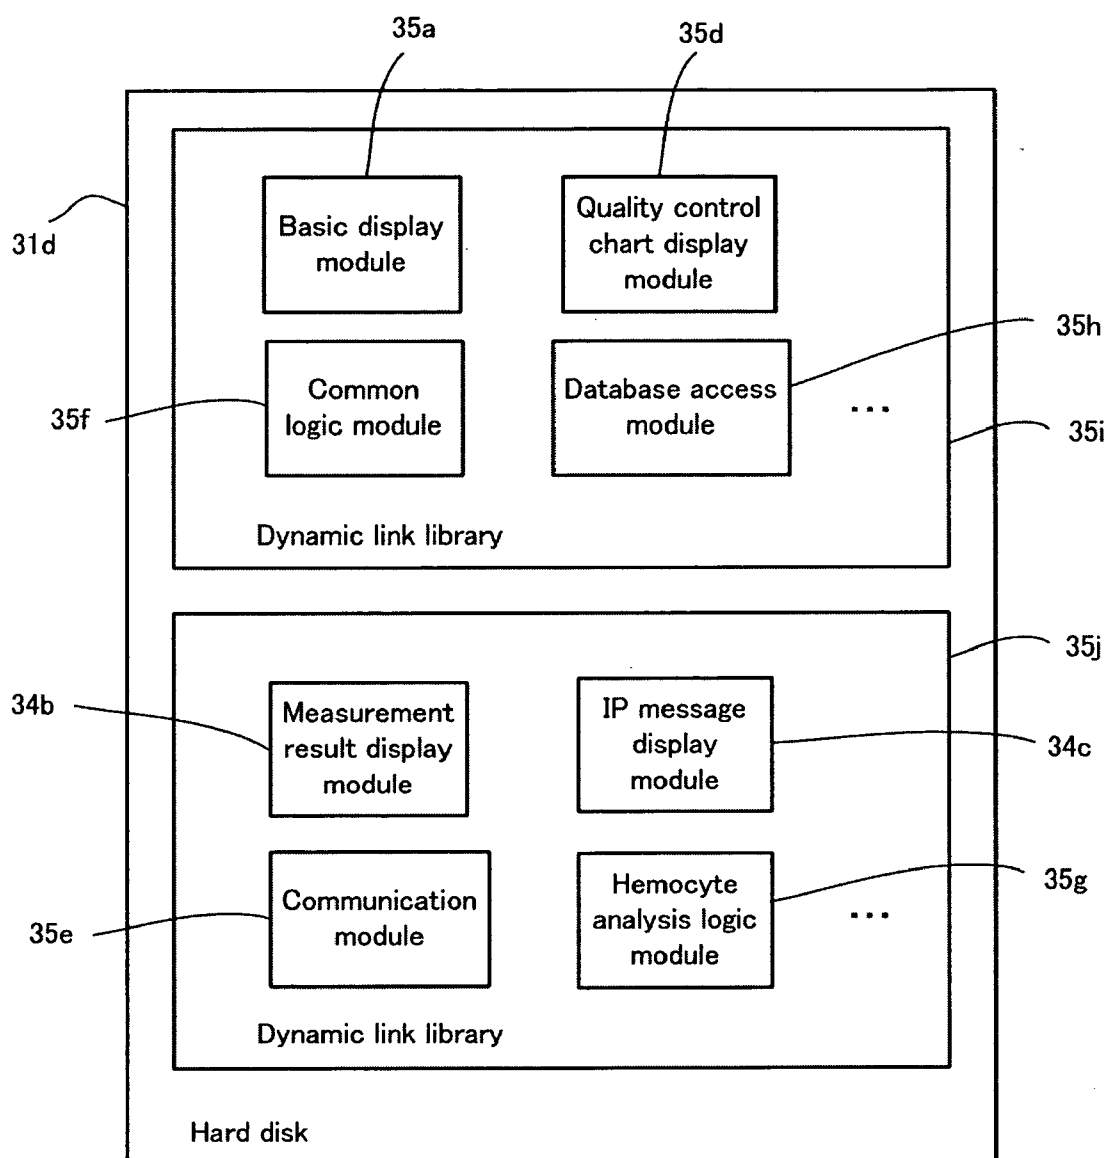 35a
35d
31d
Basic display
module
Quality control
chart display
module
35h
35f
Common
logic module
Database access
module
...
35i
Dynamic link library
35j
34b
Measurement
result display
module
IP message
display
module
34c
35e
Communication
module
Hemocyte
analysis logic
module
35g
...
Dynamic link library
Hard disk